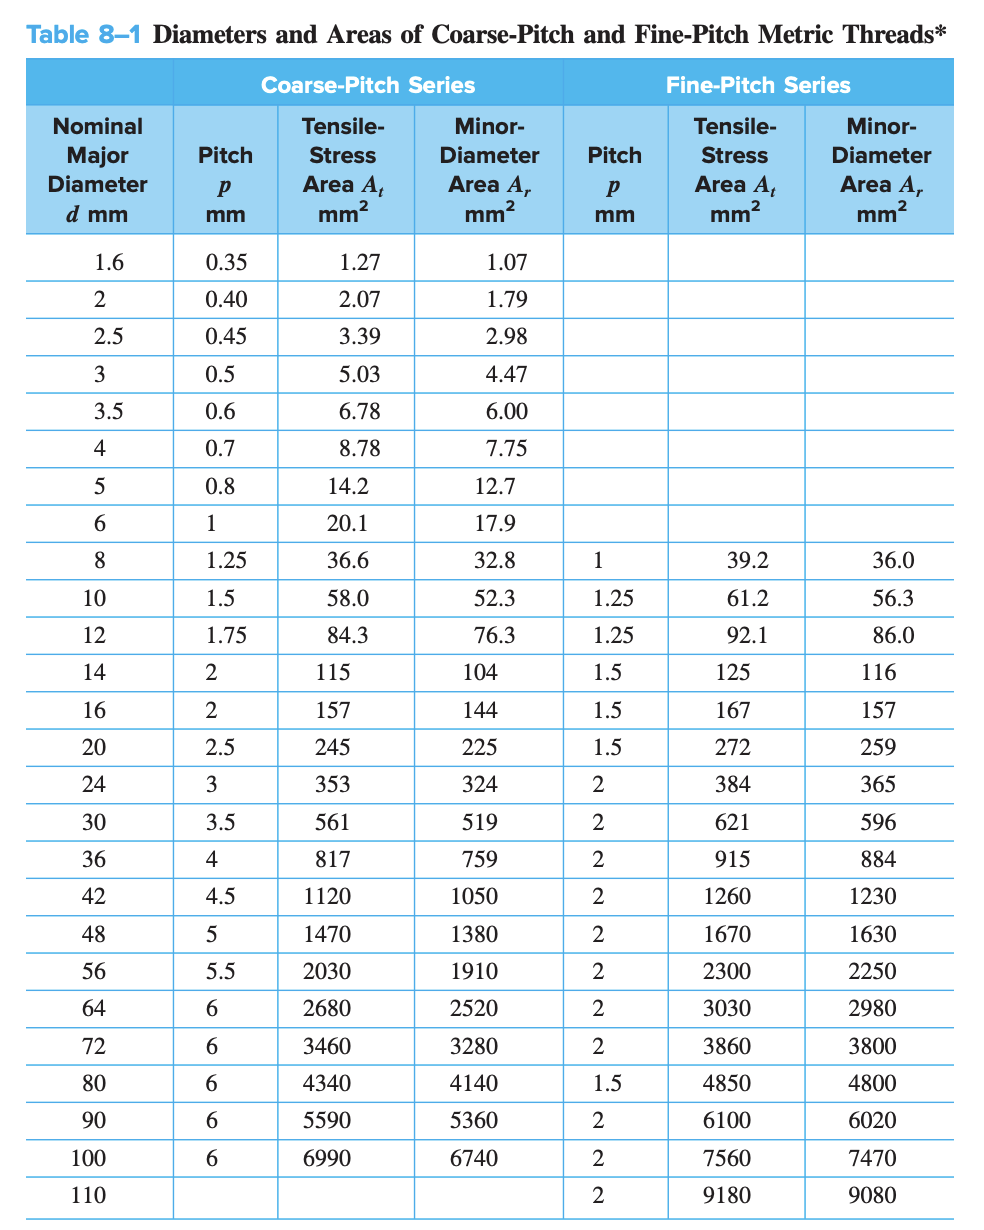 Table 8–1 Diameters and Areas of Coarse-Pitch and Fine-Pitch Metric Threads*
Coarse-Pitch Series Fine-Pitch Series
Nominal Major Diameter d mm Pitch p mm Tensile-Stress Area Aₜ mm² Minor-Diameter Area Aᵣ mm² Pitch p mm Tensile-Stress Area Aₜ mm² Minor-Diameter Area Aᵣ mm²
1.6 0.35 1.27 1.07
2 0.40 2.07 1.79
2.5 0.45 3.39 2.98
3 0.5 5.03 4.47
3.5 0.6 6.78 6.00
4 0.7 8.78 7.75
5 0.8 14.2 12.7
6 1 20.1 17.9
8 1.25 36.6 32.8 1 39.2 36.0
10 1.5 58.0 52.3 1.25 61.2 56.3
12 1.75 84.3 76.3 1.25 92.1 86.0
14 2 115 104 1.5 125 116
16 2 157 144 1.5 167 157
20 2.5 245 225 1.5 272 259
24 3 353 324 2 384 365
30 3.5 561 519 2 621 596
36 4 817 759 2 915 884
42 4.5 1120 1050 2 1260 1230
48 5 1470 1380 2 1670 1630
56 5.5 2030 1910 2 2300 2250
64 6 2680 2520 2 3030 2980
72 6 3460 3280 2 3860 3800
80 6 4340 4140 1.5 4850 4800
90 6 5590 5360 2 6100 6020
100 6 6990 6740 2 7560 7470
110 2 9180 9080